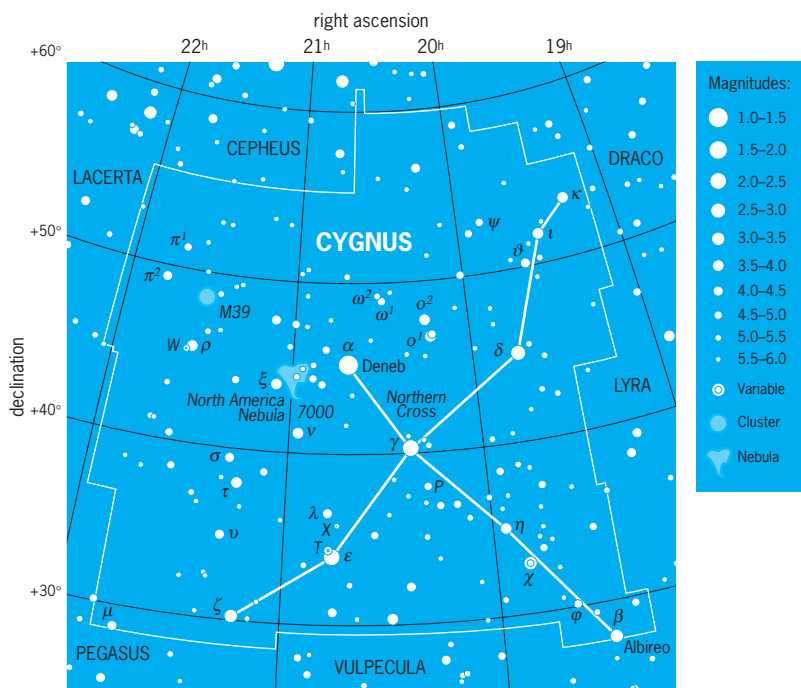 right ascension
22h 21h 20h 19h
+60°
+50°
+40°
+30°
declination
CEPHEUS
LACERTA
DRACO
CYGNUS
κ
ψ
ι
ϑ
π1
π2
M39
ω2
ω1
ο2
ο1
W
ρ
α
Deneb
δ
ξ
North America
Nebula
7000
Northern
Cross
LYRA
ν
γ
σ
τ
P
λ
X
η
υ
T
ε
χ
ζ
μ
φ
β
Albireo
PEGASUS
VULPECULA
Magnitudes:
1.0–1.5
1.5–2.0
2.0–2.5
2.5–3.0
3.0–3.5
3.5–4.0
4.0–4.5
4.5–5.0
5.0–5.5
5.5–6.0
Variable
Cluster
Nebula